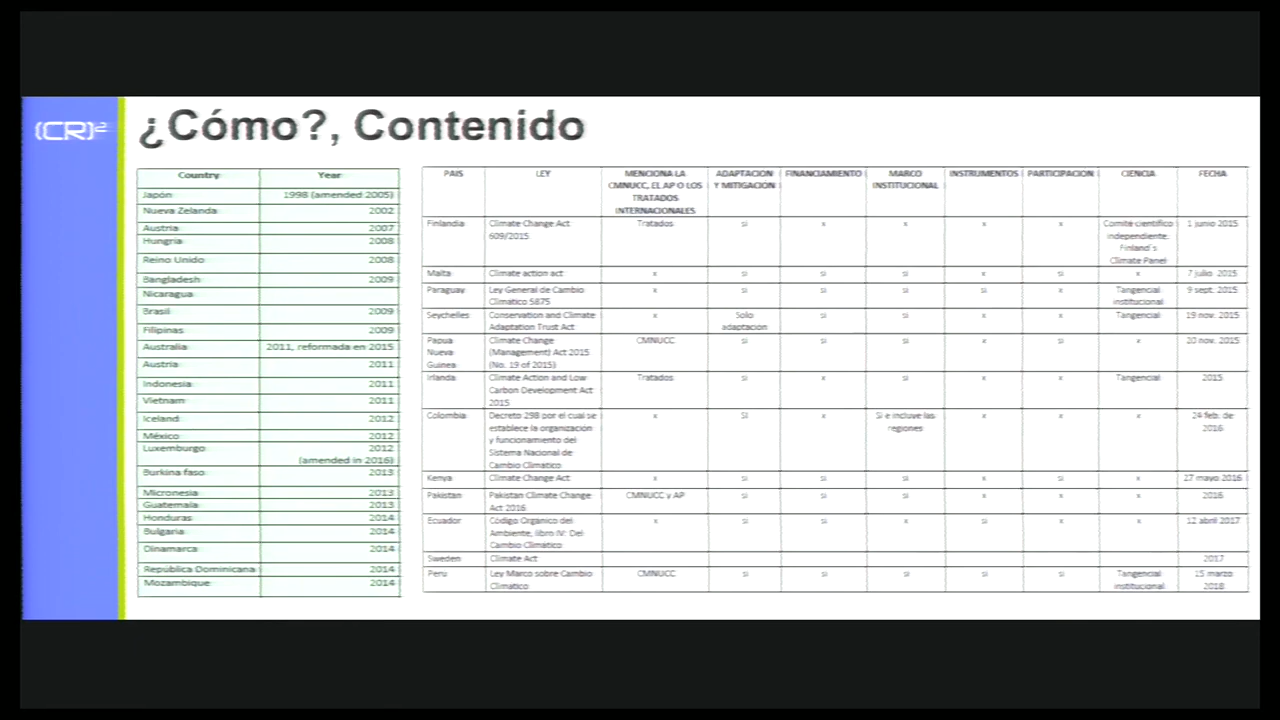 (CR)²
¿Cómo?, Contenido
Country Year
Japón 1998 (amended 2005)
Nueva Zelanda 2002
Austria 2007
Hungria 2008
Reino Unido 2008
Bangladesh 2009
Nicaragua
Brasil 2009
Filipinas 2009
Australia 2011, reformada en 2015
Austria 2011
Indonesia 2011
Vietnam 2011
Iceland 2012
México 2012
Luxemburgo 2012
(amended in 2016)
Burkina faso 2013
Micronesia 2013
Guatemala 2013
Honduras 2014
Bulgaria 2014
Dinamarca 2014
República Dominicana 2014
Mozambique 2014
PAIS LEY MENCIONA LA ADAPTACION FINANCIAMIENTO MARCO INSTRUMENTOS PARTICIPACION CIENCIA FECHA
CMNUCC, EL AP O LOS Y MITIGACION INSTITUCIONAL
TRATADOS
INTERNACIONALES
Finlandia Climate Change Act Tratados si x x x x Comité científico 1 junio 2015
609/2015 independiente.
Finland´s
Climate Panel
Malta Climate action act x si si si x si x 7 julio 2015
Paraguay Ley General de Cambio x si si si si x Tangencial 9 sept. 2015
Climático 5875 institucional
Seychelles Conservation and Climate x Solo si si x x Tangencial 19 nov. 2015
Adaptation Trust Act adaptacion
Papua Climate Change CMNUCC si si si x si x 20 nov. 2015
Nueva (Management) Act 2015
Guinea (No. 19 of 2015)
Irlanda Climate Action and Low Tratados si x si x x Tangencial 2015
Carbon Development Act
2015
Colombia Decreto 298 por el cual se x Si x Si e incluye las x x x 24 feb. de
establece la organización regiones 2016
y funcionamiento del
Sistema Nacional de
Cambio Climático
Kenya Climate Change Act x si si si x si x 27 mayo 2016
Pakistan Pakistan Climate Change CMNUCC y AP si si si x x x 2016
Act 2016
Ecuador Código Orgánico del x si si x si x x 12 abril 2017
Ambiente, libro IV: Del
Cambio Climático
Sweden Climate Act 2017
Peru Ley Marco sobre Cambio CMNUCC si si si si si Tangencial 15 marzo
Climático institucional 2018